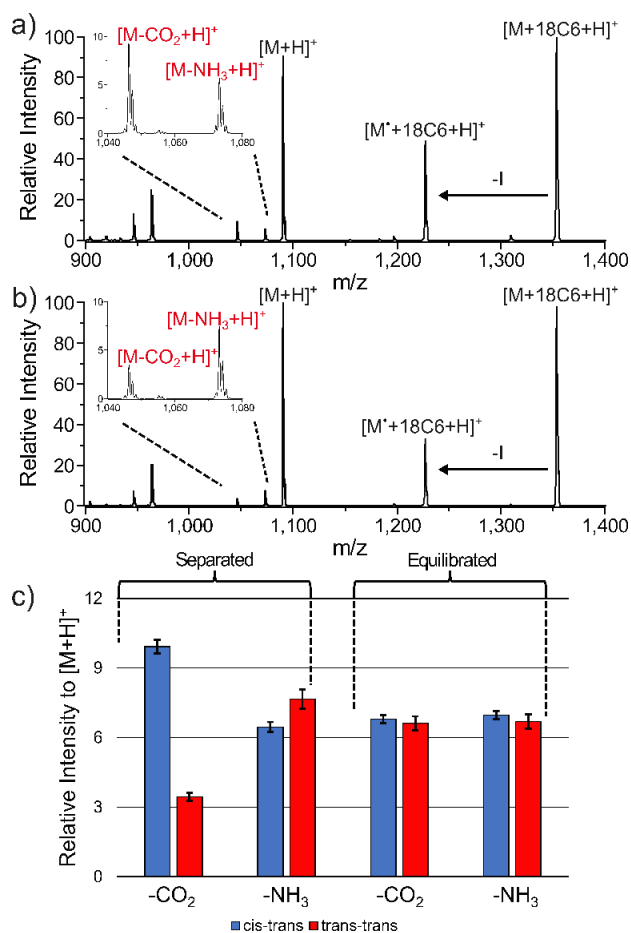 a)
[M-CO₂+H]⁺
[M-NH₃+H]⁺
[M+H]⁺
[M+18C6+H]⁺
[M•+18C6+H]⁺
-I
10
5
0
1,040 1,060 1,080
Relative Intensity
100
80
60
40
20
0
900 1,000 1,100 1,200 1,300 1,400
m/z
b)
[M-NH₃+H]⁺
[M-CO₂+H]⁺
[M+H]⁺
[M+18C6+H]⁺
[M•+18C6+H]⁺
-I
10
5
0
1,040 1,060 1,080
Relative Intensity
100
80
60
40
20
0
900 1,000 1,100 1,200 1,300 1,400
m/z
c)
Separated Equilibrated
Relative Intensity to [M+H]⁺
12
9
6
3
0
-CO₂ -NH₃ -CO₂ -NH₃
cis-trans trans-trans